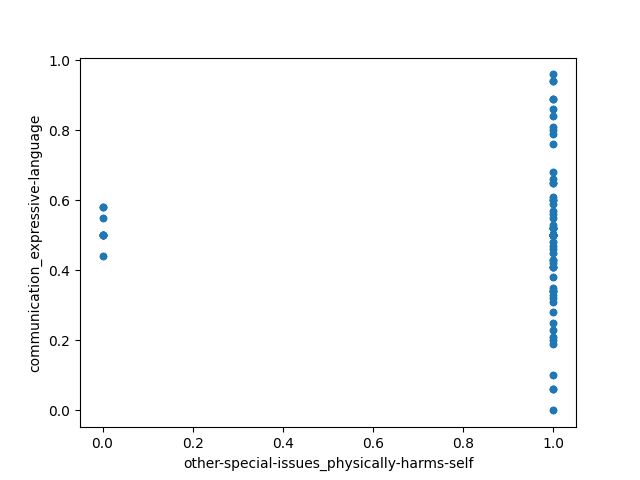 1.0
0.8
0.6
0.4
0.2
0.0
communication_expressive-language
0.0 0.2 0.4 0.6 0.8 1.0
other-special-issues_physically-harms-self